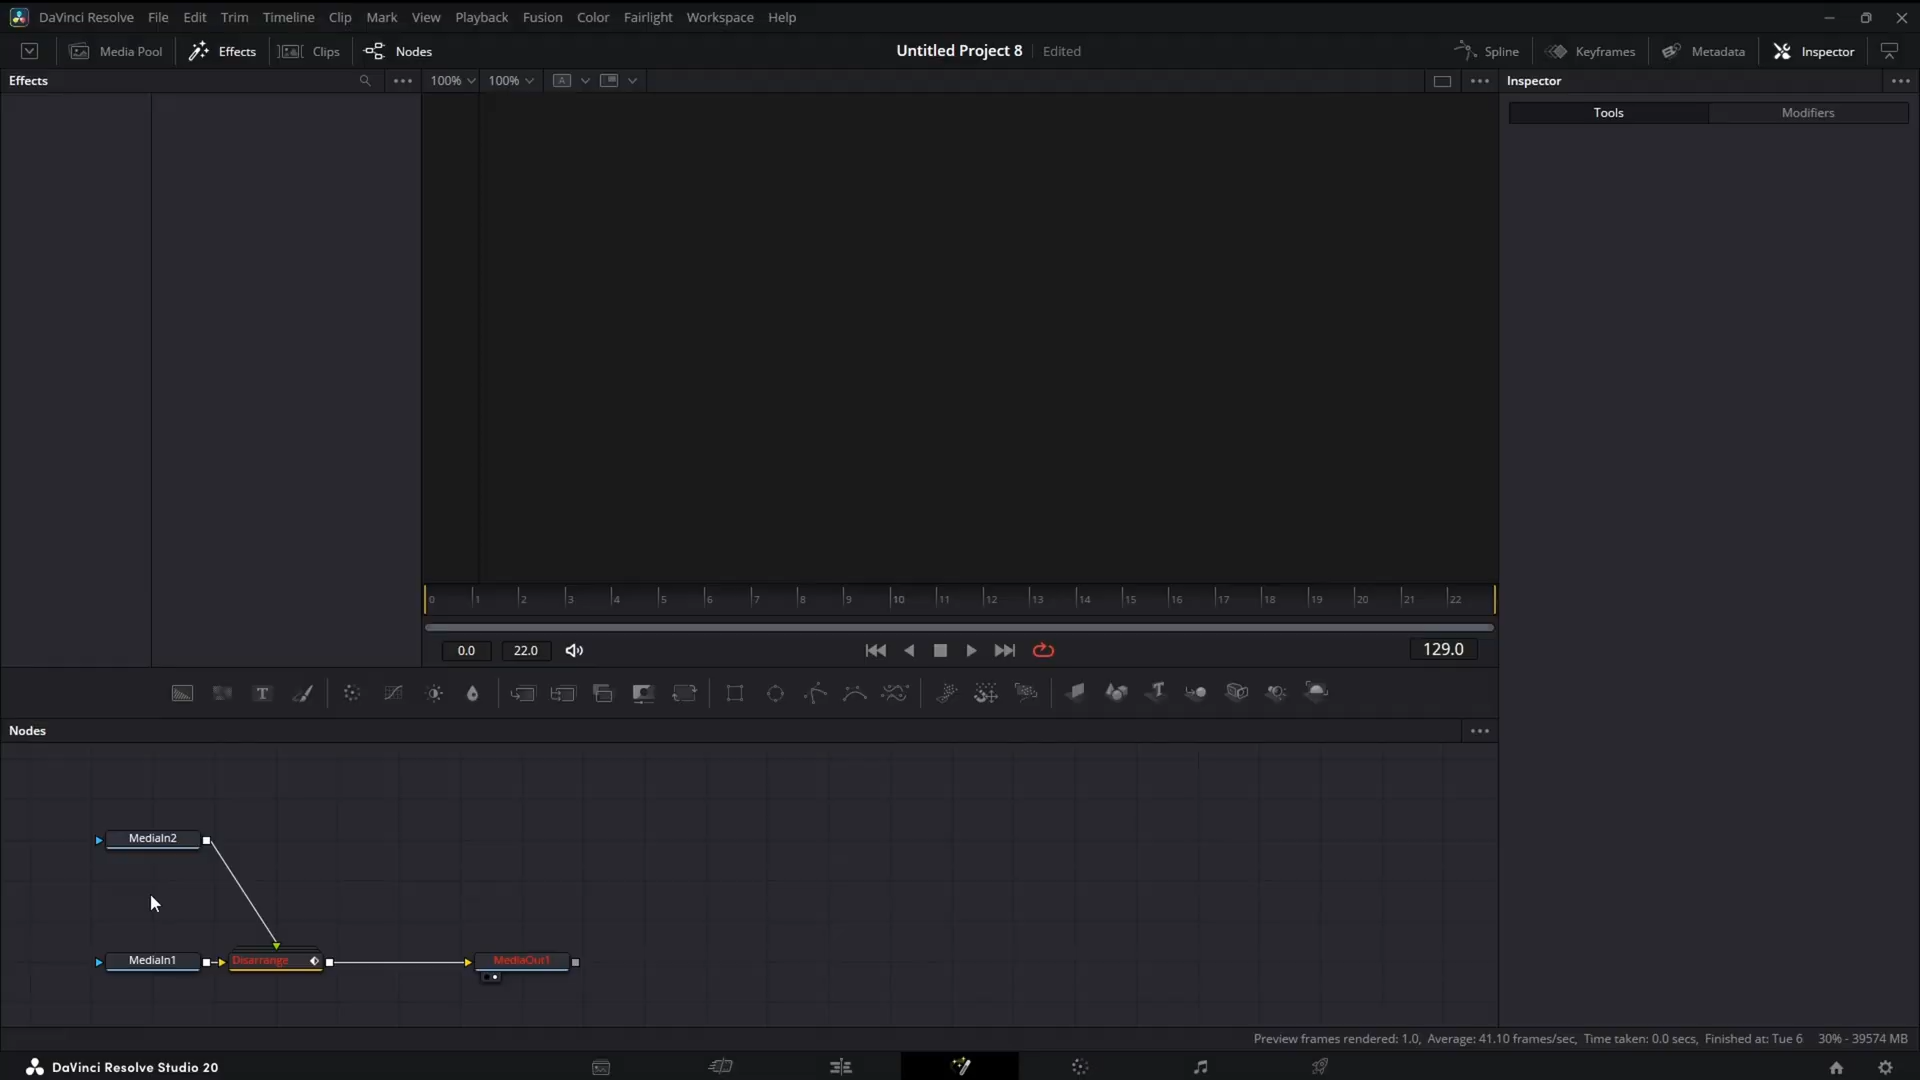 DaVinci Resolve File Edit Trim Timeline Clip Mark View Playback Fusion Color Fairlight Workspace Help
Media Pool Effects Clips Nodes Untitled Project 8 Edited Spline Keyframes Metadata Inspector
Effects 100% 100% A Inspector
Tools Modifiers
0 1 2 3 4 5 6 7 8 9 10 11 12 13 14 15 16 17 18 19 20 21 22
0.0 22.0 129.0
T T
Nodes
MediaIn2
MediaIn1 Disarrange MediaOut1
Preview frames rendered: 1.0, Average: 41.10 frames/sec, Time taken: 0.0 secs, Finished at: Tue 6 30% - 39574 MB
DaVinci Resolve Studio 20